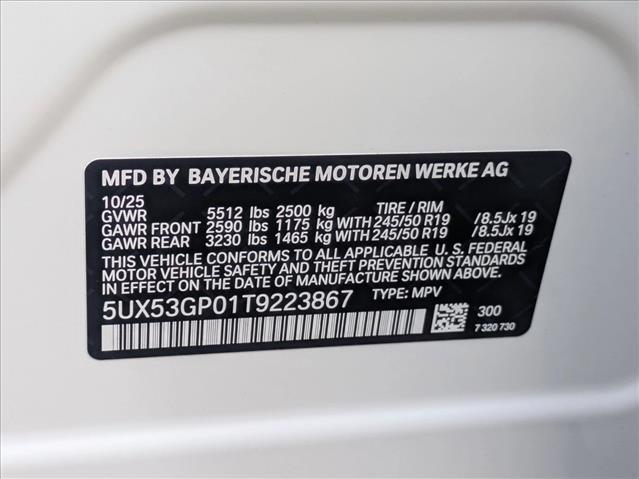 MFD BY BAYERISCHE MOTOREN WERKE AG
10/25
GVWR 5512 lbs 2500 kg TIRE / RIM
GAWR FRONT 2590 lbs 1175 kg WITH 245/50 R19 /8.5Jx 19
GAWR REAR 3230 lbs 1465 kg WITH 245/50 R19 /8.5Jx 19
THIS VEHICLE CONFORMS TO ALL APPLICABLE U. S. FEDERAL
MOTOR VEHICLE SAFETY AND THEFT PREVENTION STANDARDS
IN EFFECT ON THE DATE OF MANUFACTURE SHOWN ABOVE.
5UX53GP01T9223867 TYPE: MPV
300
7 320 730